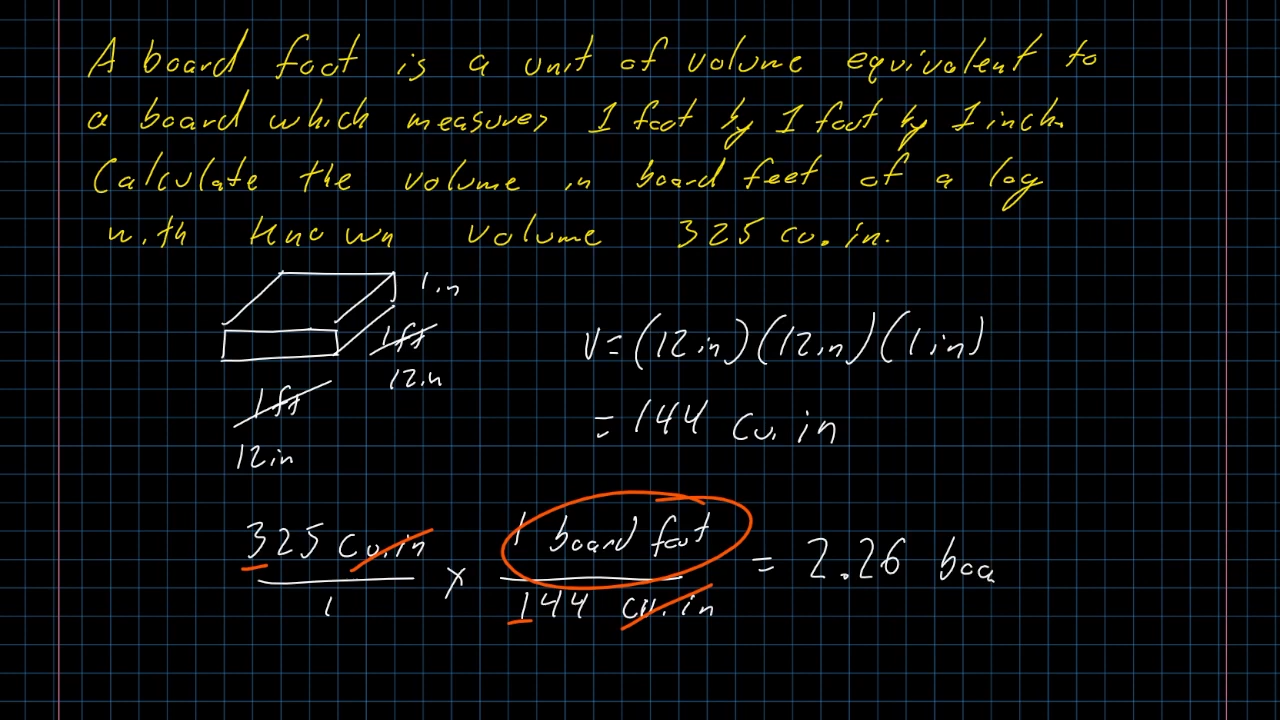 A board foot is a unit of volume equivalent to
a board which measures 1 foot by 1 foot by 1 inch.
Calculate the volume in board feet of a log
with known volume 325 cu. in.
1 in
1 ft
12 in
1 ft
12 in
V = (12 in)(12 in)(1 in)
= 144 cu. in
325 cu. in / 1 × 1 board foot / 144 cu. in = 2.26 boa